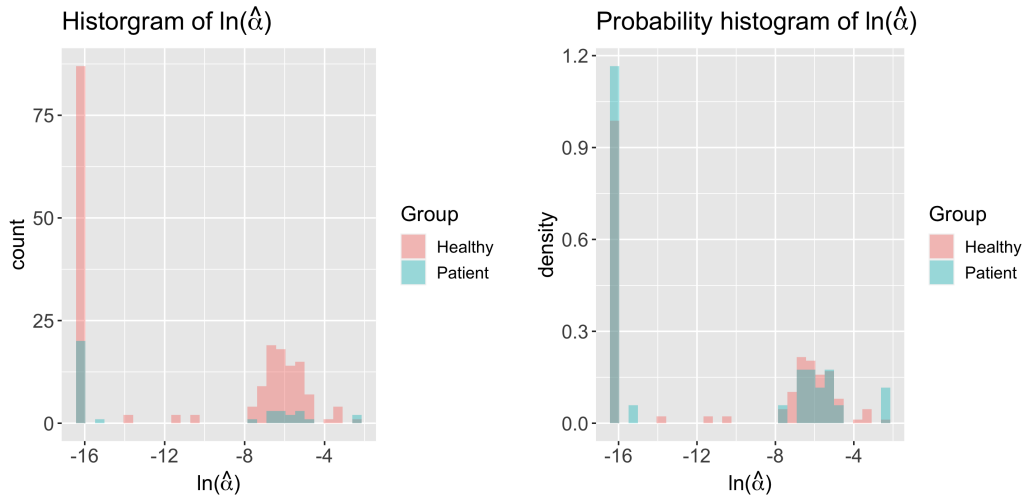 Historgram of ln(α̂)
75
50
25
0
count
-16
-12
-8
-4
ln(α̂)
Group
Healthy
Patient
Probability histogram of ln(α̂)
1.2
0.9
0.6
0.3
0.0
density
-16
-12
-8
-4
ln(α̂)
Group
Healthy
Patient